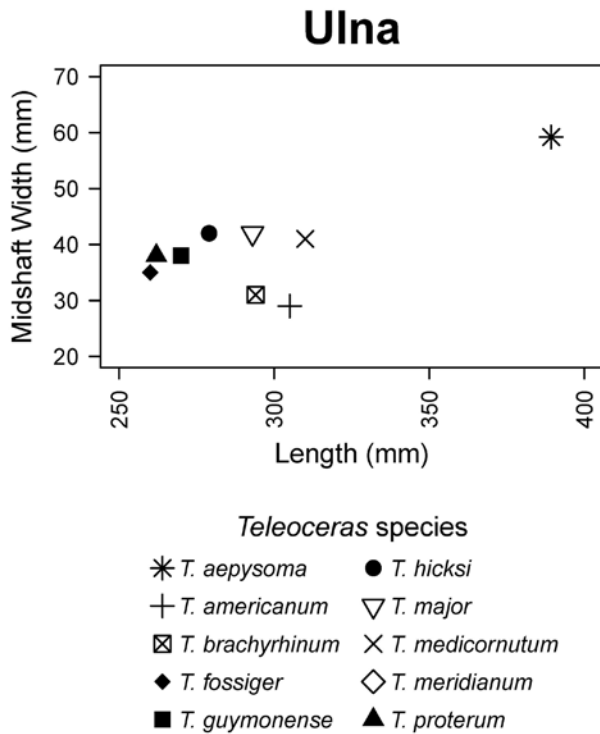 Ulna
Midshaft Width (mm)
70
60
50
40
30
20
250
300
350
400
Length (mm)
Teleoceras species
T. aepysoma
T. hicksi
T. americanum
T. major
T. brachyrhinum
T. medicornutum
T. fossiger
T. meridianum
T. guymonense
T. proterum